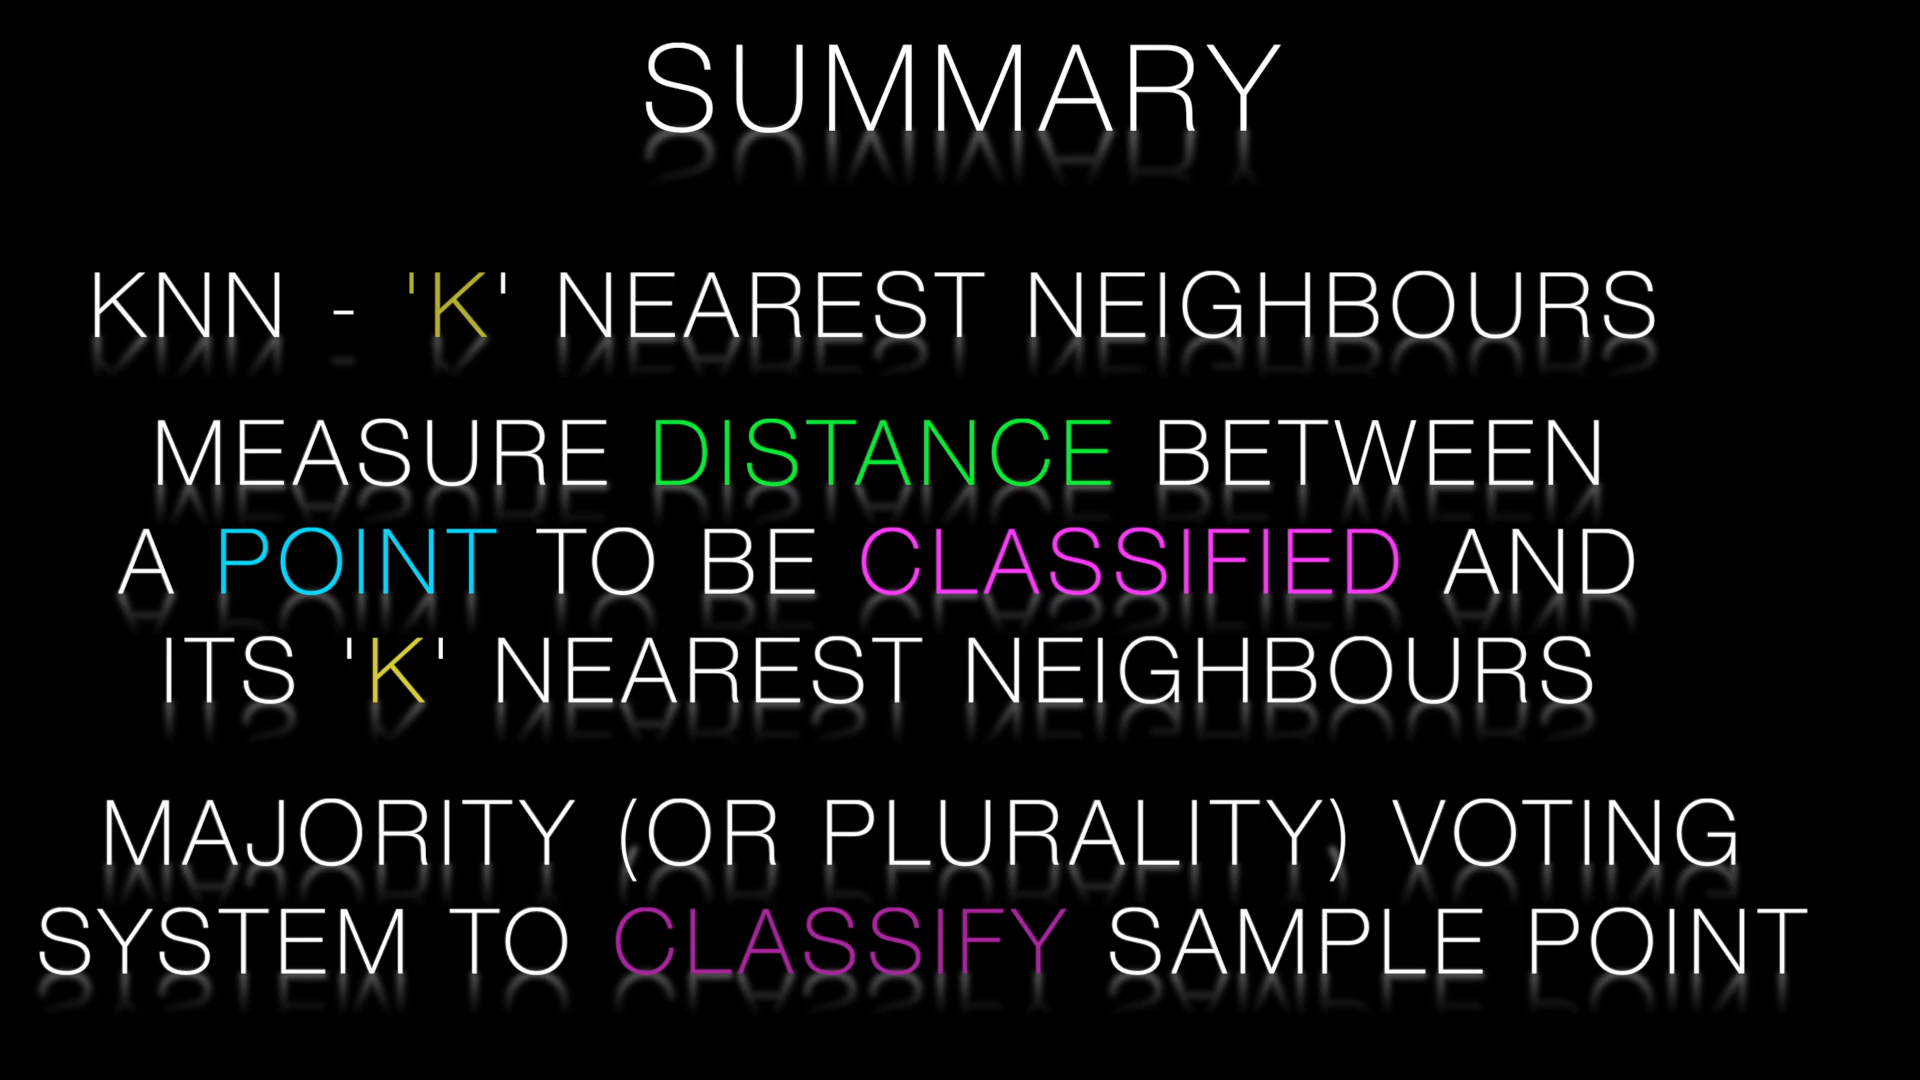 SUMMARY
KNN - 'K' NEAREST NEIGHBOURS
MEASURE DISTANCE BETWEEN
A POINT TO BE CLASSIFIED AND
ITS 'K' NEAREST NEIGHBOURS
MAJORITY (OR PLURALITY) VOTING
SYSTEM TO CLASSIFY SAMPLE POINT